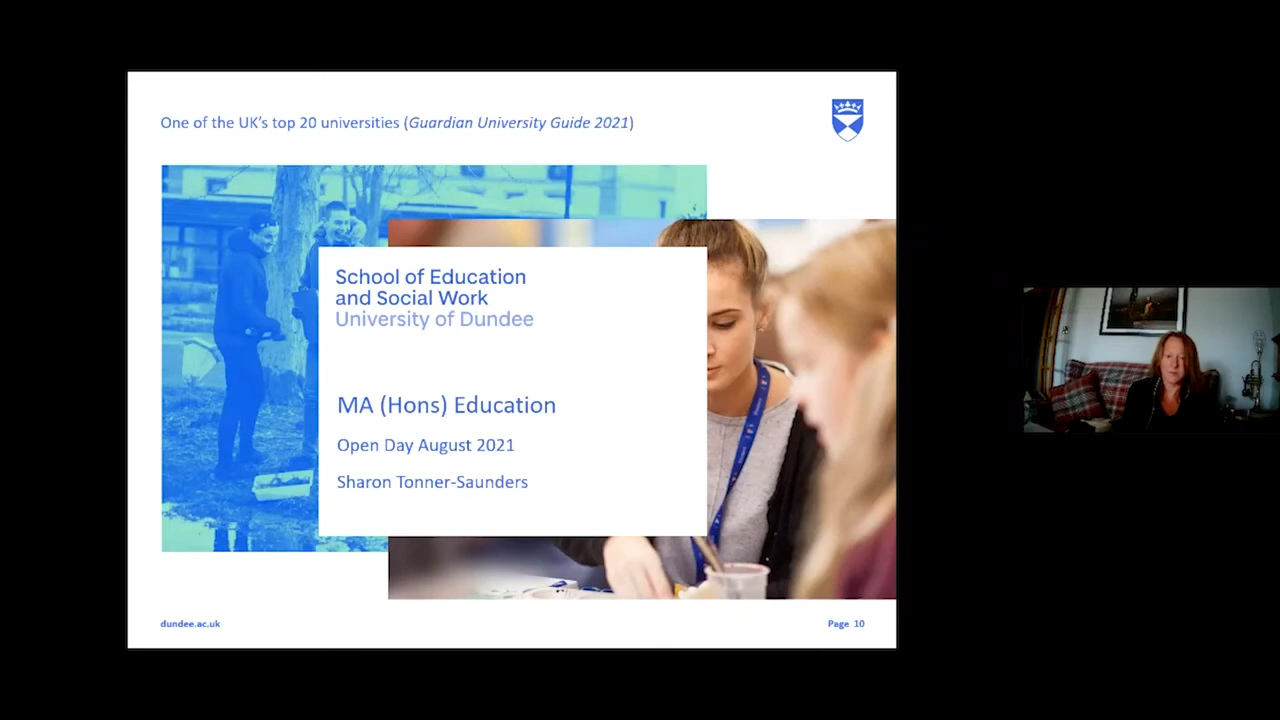 One of the UK's top 20 universities (Guardian University Guide 2021)
School of Education
and Social Work
University of Dundee
MA (Hons) Education
Open Day August 2021
Sharon Tonner-Saunders
dundee.ac.uk
Page 10